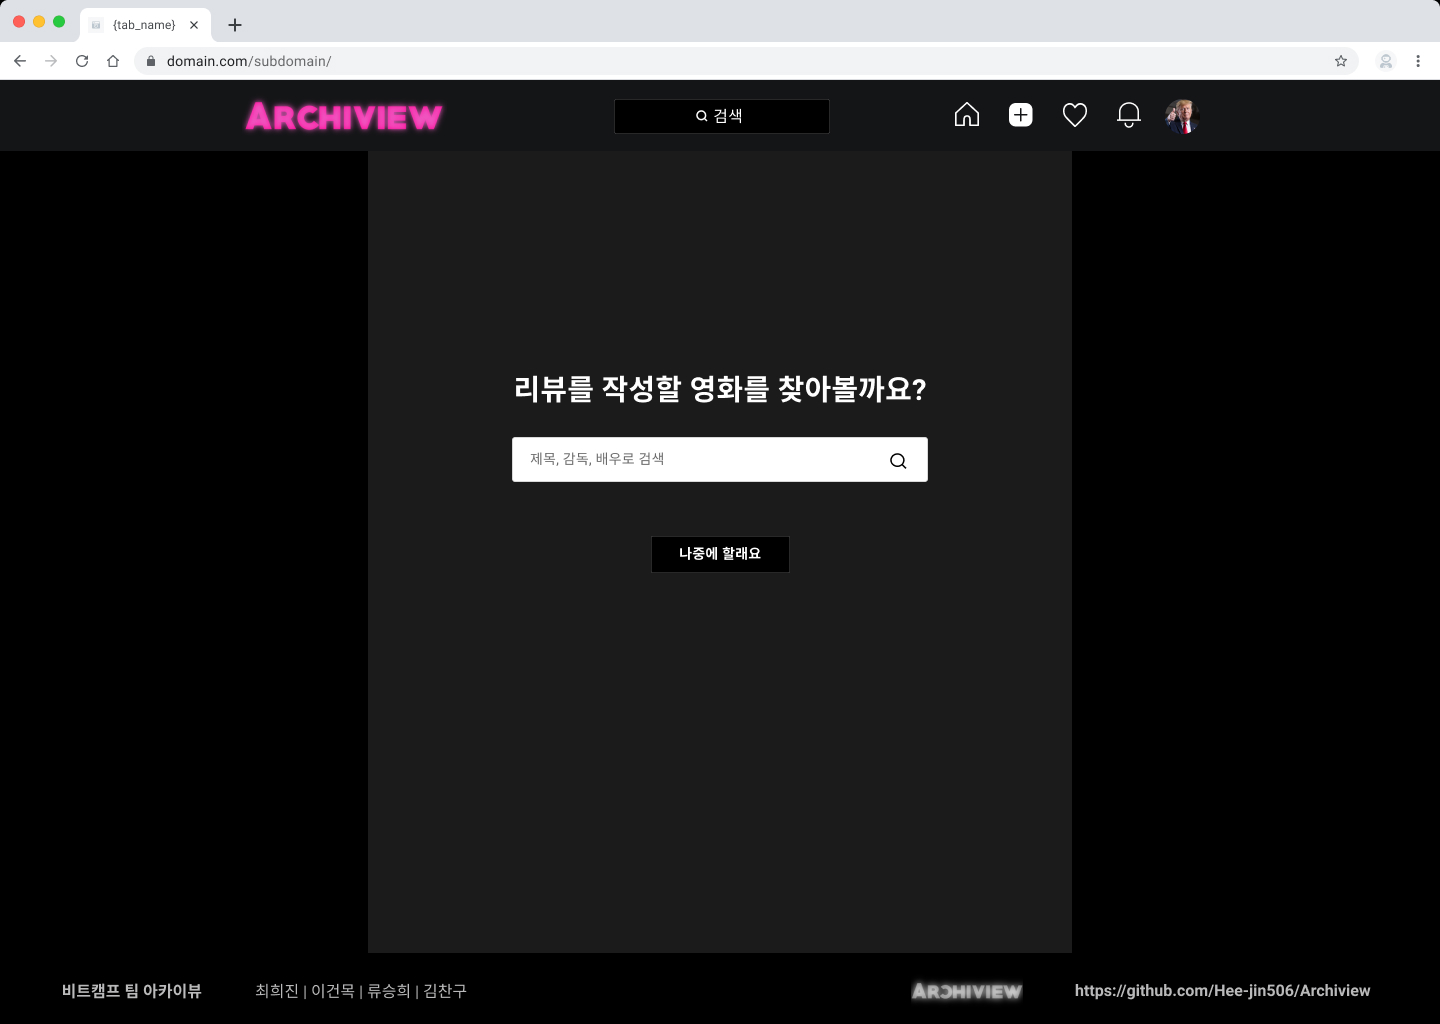 {tab_name}
domain.com/subdomain/
ARCHIVIEW
검색
리뷰를 작성할 영화를 찾아볼까요?
제목, 감독, 배우로 검색
나중에 할래요
비트캠프 팀 아카이뷰
최희진 | 이건목 | 류승희 | 김찬구
ARCHIVIEW
https://github.com/Hee-jin506/Archiview